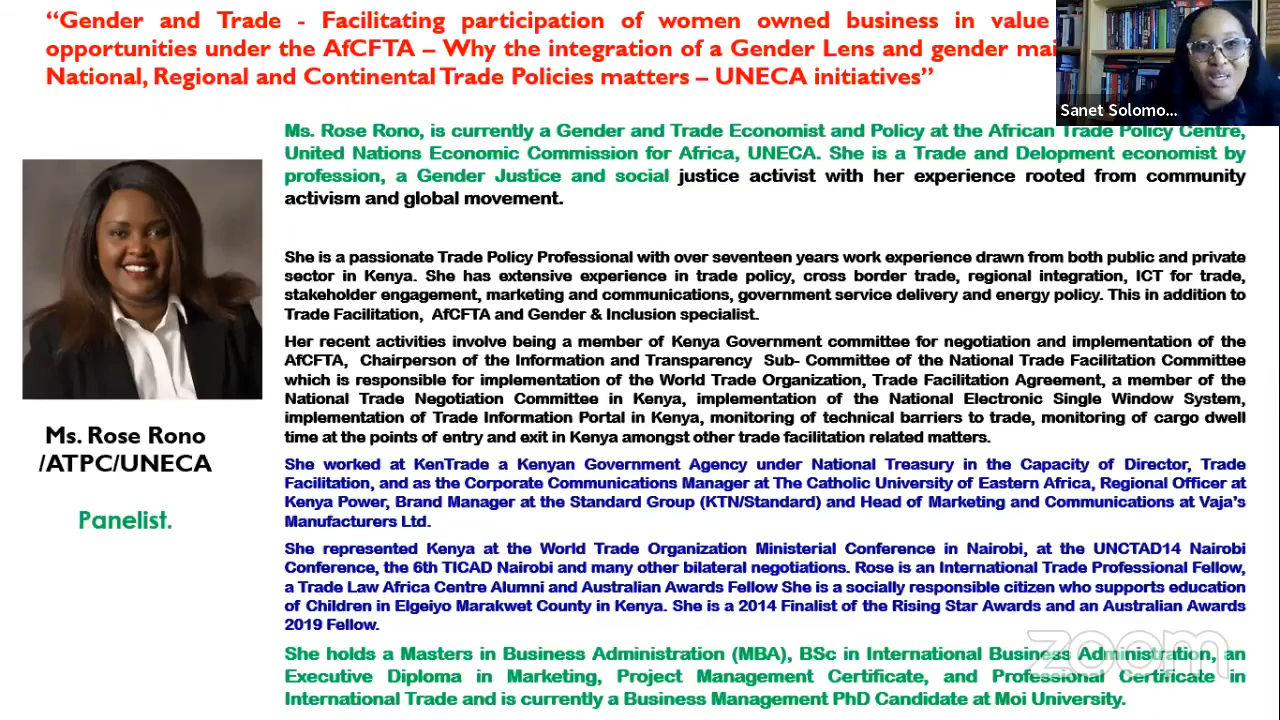 “Gender and Trade - Facilitating participation of women owned business in value
opportunities under the AfCFTA – Why the integration of a Gender Lens and gender mai
National, Regional and Continental Trade Policies matters – UNECA initiatives”
Sanet Solomo...
Ms. Rose Rono, is currently a Gender and Trade Economist and Policy at the African Trade Policy Centre,
United Nations Economic Commission for Africa, UNECA. She is a Trade and Delopment economist by
profession, a Gender Justice and social justice activist with her experience rooted from community
activism and global movement.
She is a passionate Trade Policy Professional with over seventeen years work experience drawn from both public and private
sector in Kenya. She has extensive experience in trade policy, cross border trade, regional integration, ICT for trade,
stakeholder engagement, marketing and communications, government service delivery and energy policy. This in addition to
Trade Facilitation, AfCFTA and Gender & Inclusion specialist.
Her recent activities involve being a member of Kenya Government committee for negotiation and implementation of the
AfCFTA, Chairperson of the Information and Transparency Sub- Committee of the National Trade Facilitation Committee
which is responsible for implementation of the World Trade Organization, Trade Facilitation Agreement, a member of the
National Trade Negotiation Committee in Kenya, implementation of the National Electronic Single Window System,
implementation of Trade Information Portal in Kenya, monitoring of technical barriers to trade, monitoring of cargo dwell
time at the points of entry and exit in Kenya amongst other trade facilitation related matters.
Ms. Rose Rono
/ATPC/UNECA
Panelist.
She worked at KenTrade a Kenyan Government Agency under National Treasury in the Capacity of Director, Trade
Facilitation, and as the Corporate Communications Manager at The Catholic University of Eastern Africa, Regional Officer at
Kenya Power, Brand Manager at the Standard Group (KTN/Standard) and Head of Marketing and Communications at Vaja’s
Manufacturers Ltd.
She represented Kenya at the World Trade Organization Ministerial Conference in Nairobi, at the UNCTAD14 Nairobi
Conference, the 6th TICAD Nairobi and many other bilateral negotiations. Rose is an International Trade Professional Fellow,
a Trade Law Africa Centre Alumni and Australian Awards Fellow She is a socially responsible citizen who supports education
of Children in Elgeiyo Marakwet County in Kenya. She is a 2014 Finalist of the Rising Star Awards and an Australian Awards
2019 Fellow.
She holds a Masters in Business Administration (MBA), BSc in International Business Administration, an
Executive Diploma in Marketing, Project Management Certificate, and Professional Certificate in
International Trade and is currently a Business Management PhD Candidate at Moi University.
zoom